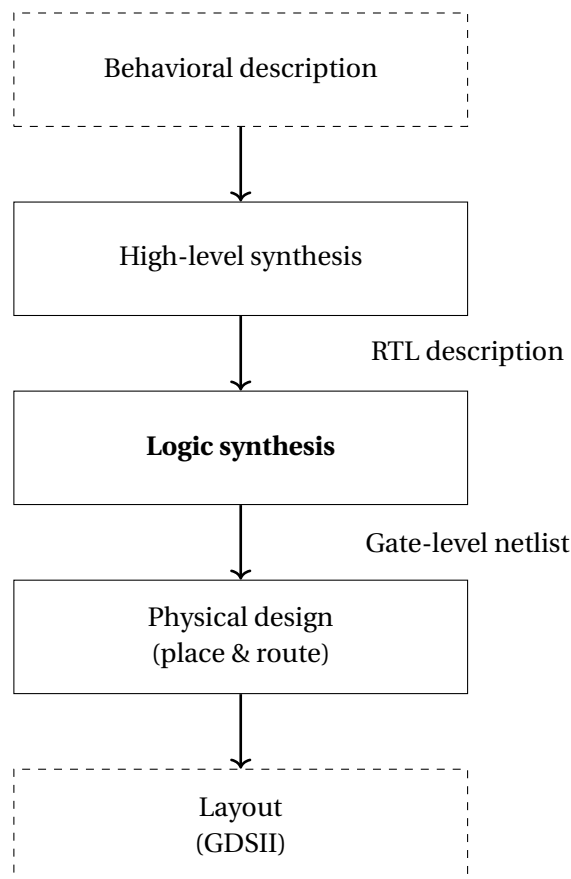 Behavioral description
High-level synthesis
RTL description
Logic synthesis
Gate-level netlist
Physical design
(place & route)
Layout
(GDSII)